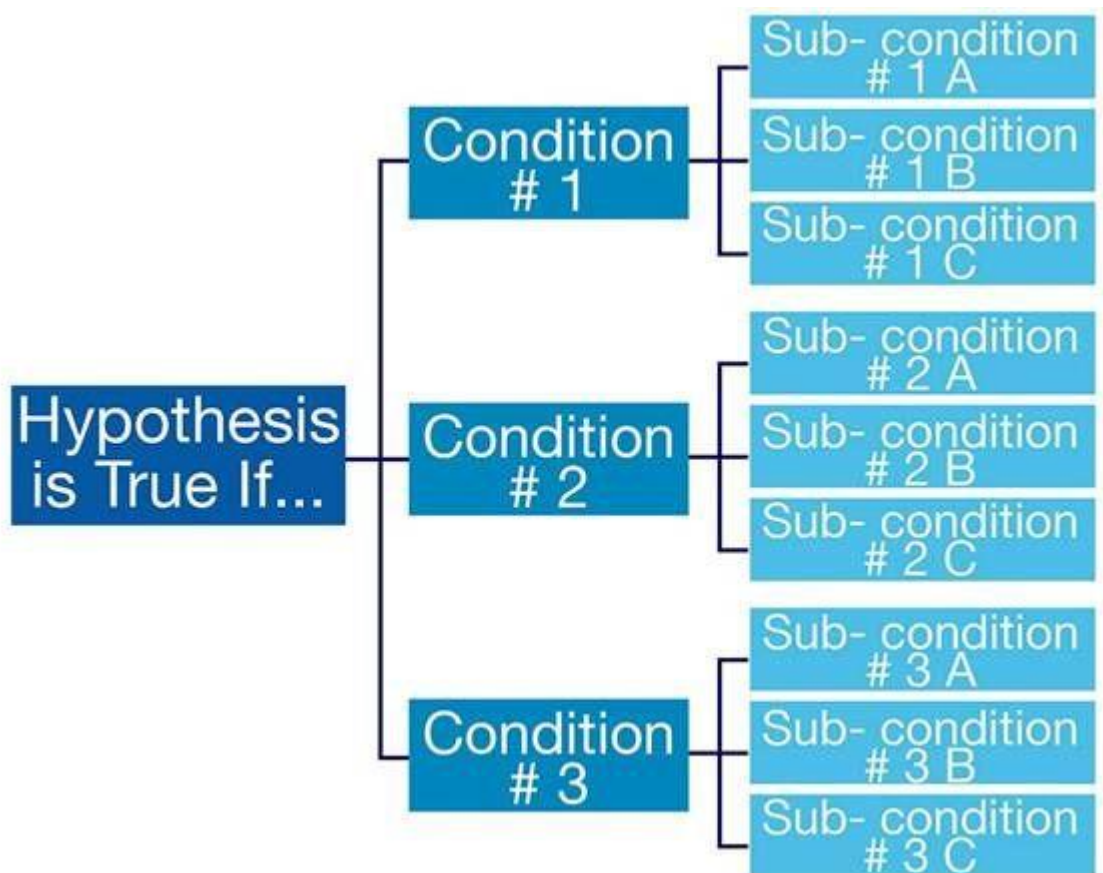 Hypothesis
is True If...
Condition
# 1
Sub- condition
# 1 A
Sub- condition
# 1 B
Sub- condition
# 1 C
Condition
# 2
Sub- condition
# 2 A
Sub- condition
# 2 B
Sub- condition
# 2 C
Condition
# 3
Sub- condition
# 3 A
Sub- condition
# 3 B
Sub- condition
# 3 C